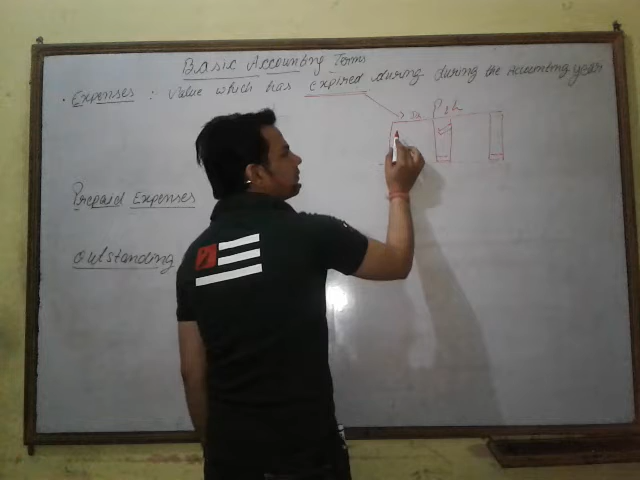 Basic Accounting Terms
Expenses : Value which has expired during during the Accounting year
Prepaid Expenses
Outstanding